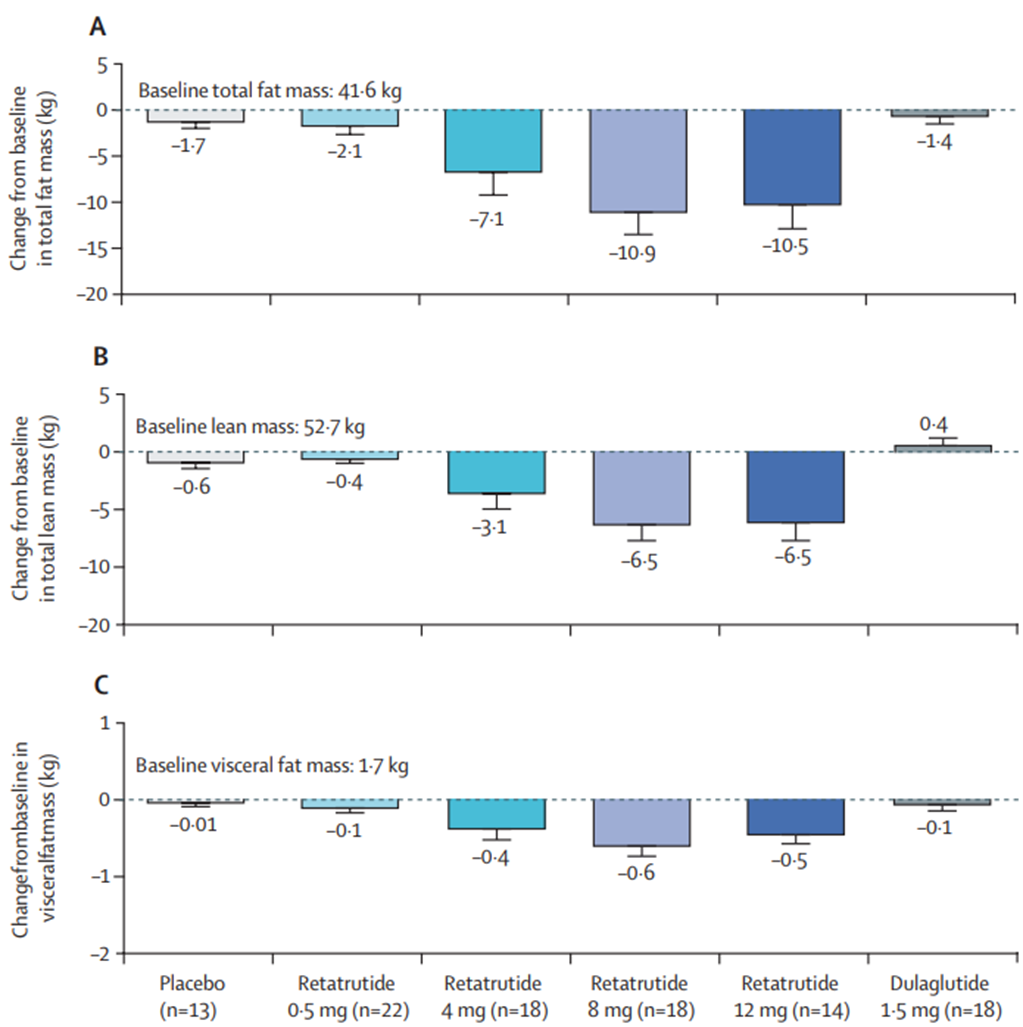 A
Change from baseline
in total fat mass (kg)
5
0
–5
–10
–15
–20
Baseline total fat mass: 41·6 kg
–1·7
–2·1
–7·1
–10·9
–10·5
–1·4
B
Change from baseline
in total lean mass (kg)
5
0
–5
–10
–20
Baseline lean mass: 52·7 kg
–0·6
–0·4
–3·1
–6·5
–6·5
0·4
C
Changefrombaseline in
visceralfatmass (kg)
1
0
–1
–2
Baseline visceral fat mass: 1·7 kg
–0·01
–0·1
–0·4
–0·6
–0·5
–0·1
Placebo
(n=13)
Retatrutide
0·5 mg (n=22)
Retatrutide
4 mg (n=18)
Retatrutide
8 mg (n=18)
Retatrutide
12 mg (n=14)
Dulaglutide
1·5 mg (n=18)